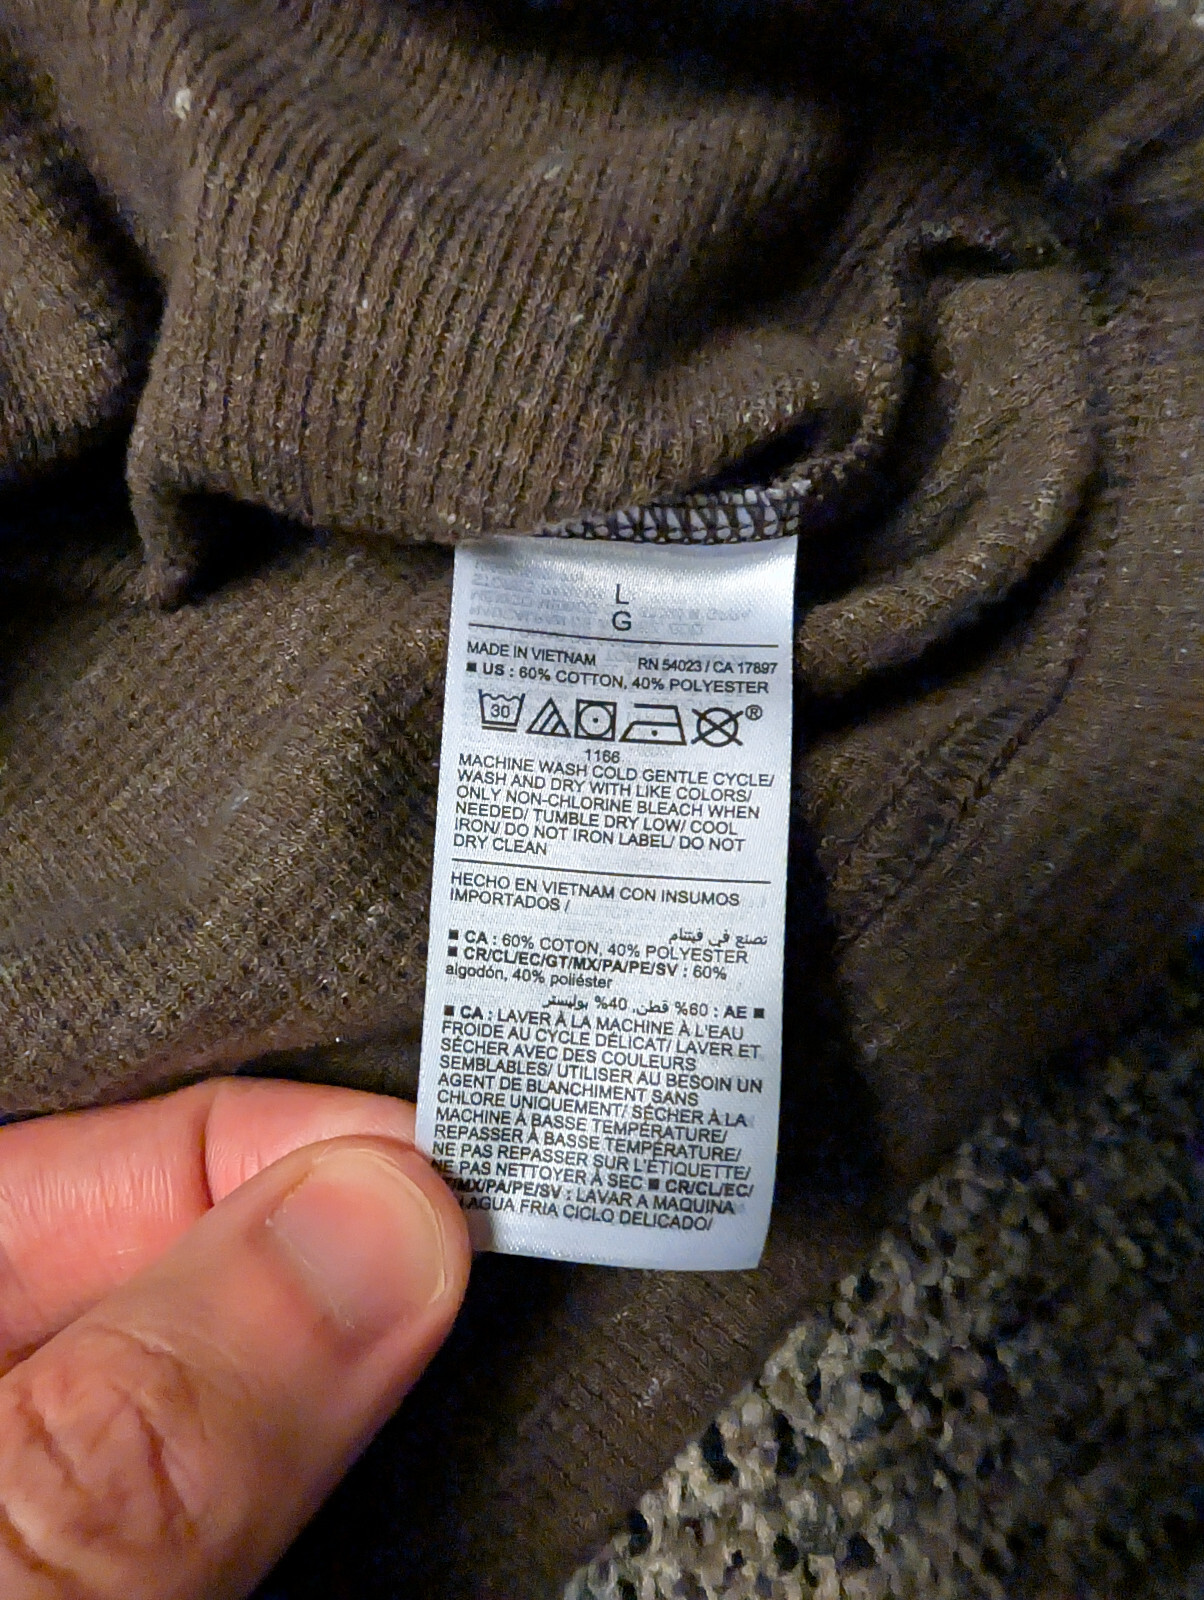 L
G
MADE IN VIETNAM RN 54023 / CA 17897
■ US : 60% COTTON, 40% POLYESTER
30 ®
1166
MACHINE WASH COLD GENTLE CYCLE/
WASH AND DRY WITH LIKE COLORS/
ONLY NON-CHLORINE BLEACH WHEN
NEEDED/ TUMBLE DRY LOW/ COOL
IRON/ DO NOT IRON LABEL/ DO NOT
DRY CLEAN
HECHO EN VIETNAM CON INSUMOS
IMPORTADOS /
تصنع في فيتنام
■ CA : 60% COTON, 40% POLYESTER
■ CR/CL/EC/GT/MX/PA/PE/SV : 60%
algodón, 40% poliéster
■ AE : 60% قطن, 40% بوليستر
■ CA : LAVER À LA MACHINE À L'EAU
FROIDE AU CYCLE DÉLICAT/ LAVER ET
SÉCHER AVEC DES COULEURS
SEMBLABLES/ UTILISER AU BESOIN UN
AGENT DE BLANCHIMENT SANS
CHLORE UNIQUEMENT/ SÉCHER À LA
MACHINE À BASSE TEMPÉRATURE/
REPASSER À BASSE TEMPÉRATURE/
NE PAS REPASSER SUR L'ÉTIQUETTE/
NE PAS NETTOYER À SEC ■ CR/CL/EC/
/MX/PA/PE/SV : LAVAR A MAQUINA
AGUA FRIA CICLO DELICADO/